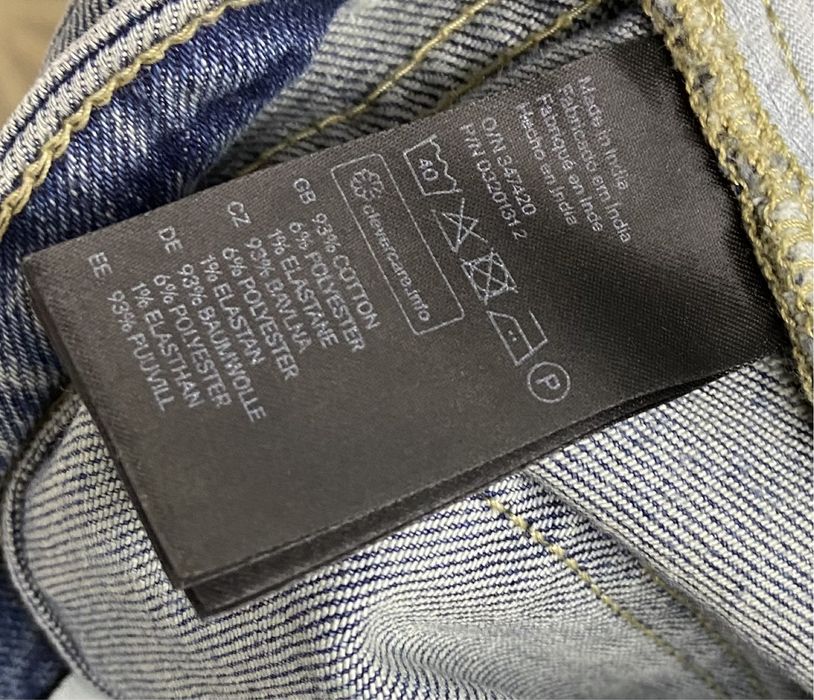 Made in India
Fabricado em India
Fabriqué en Inde
Hecho en India
O/N 347420
P/N 0320131 2
40
P
clevercare.info
GB 93% COTTON
6% POLYESTER
1% ELASTANE
CZ 93% BAVLNA
6% POLYESTER
1% ELASTAN
DE 93% BAUMWOLLE
6% POLYESTER
1% ELASTHAN
EE 93% PUUVILL